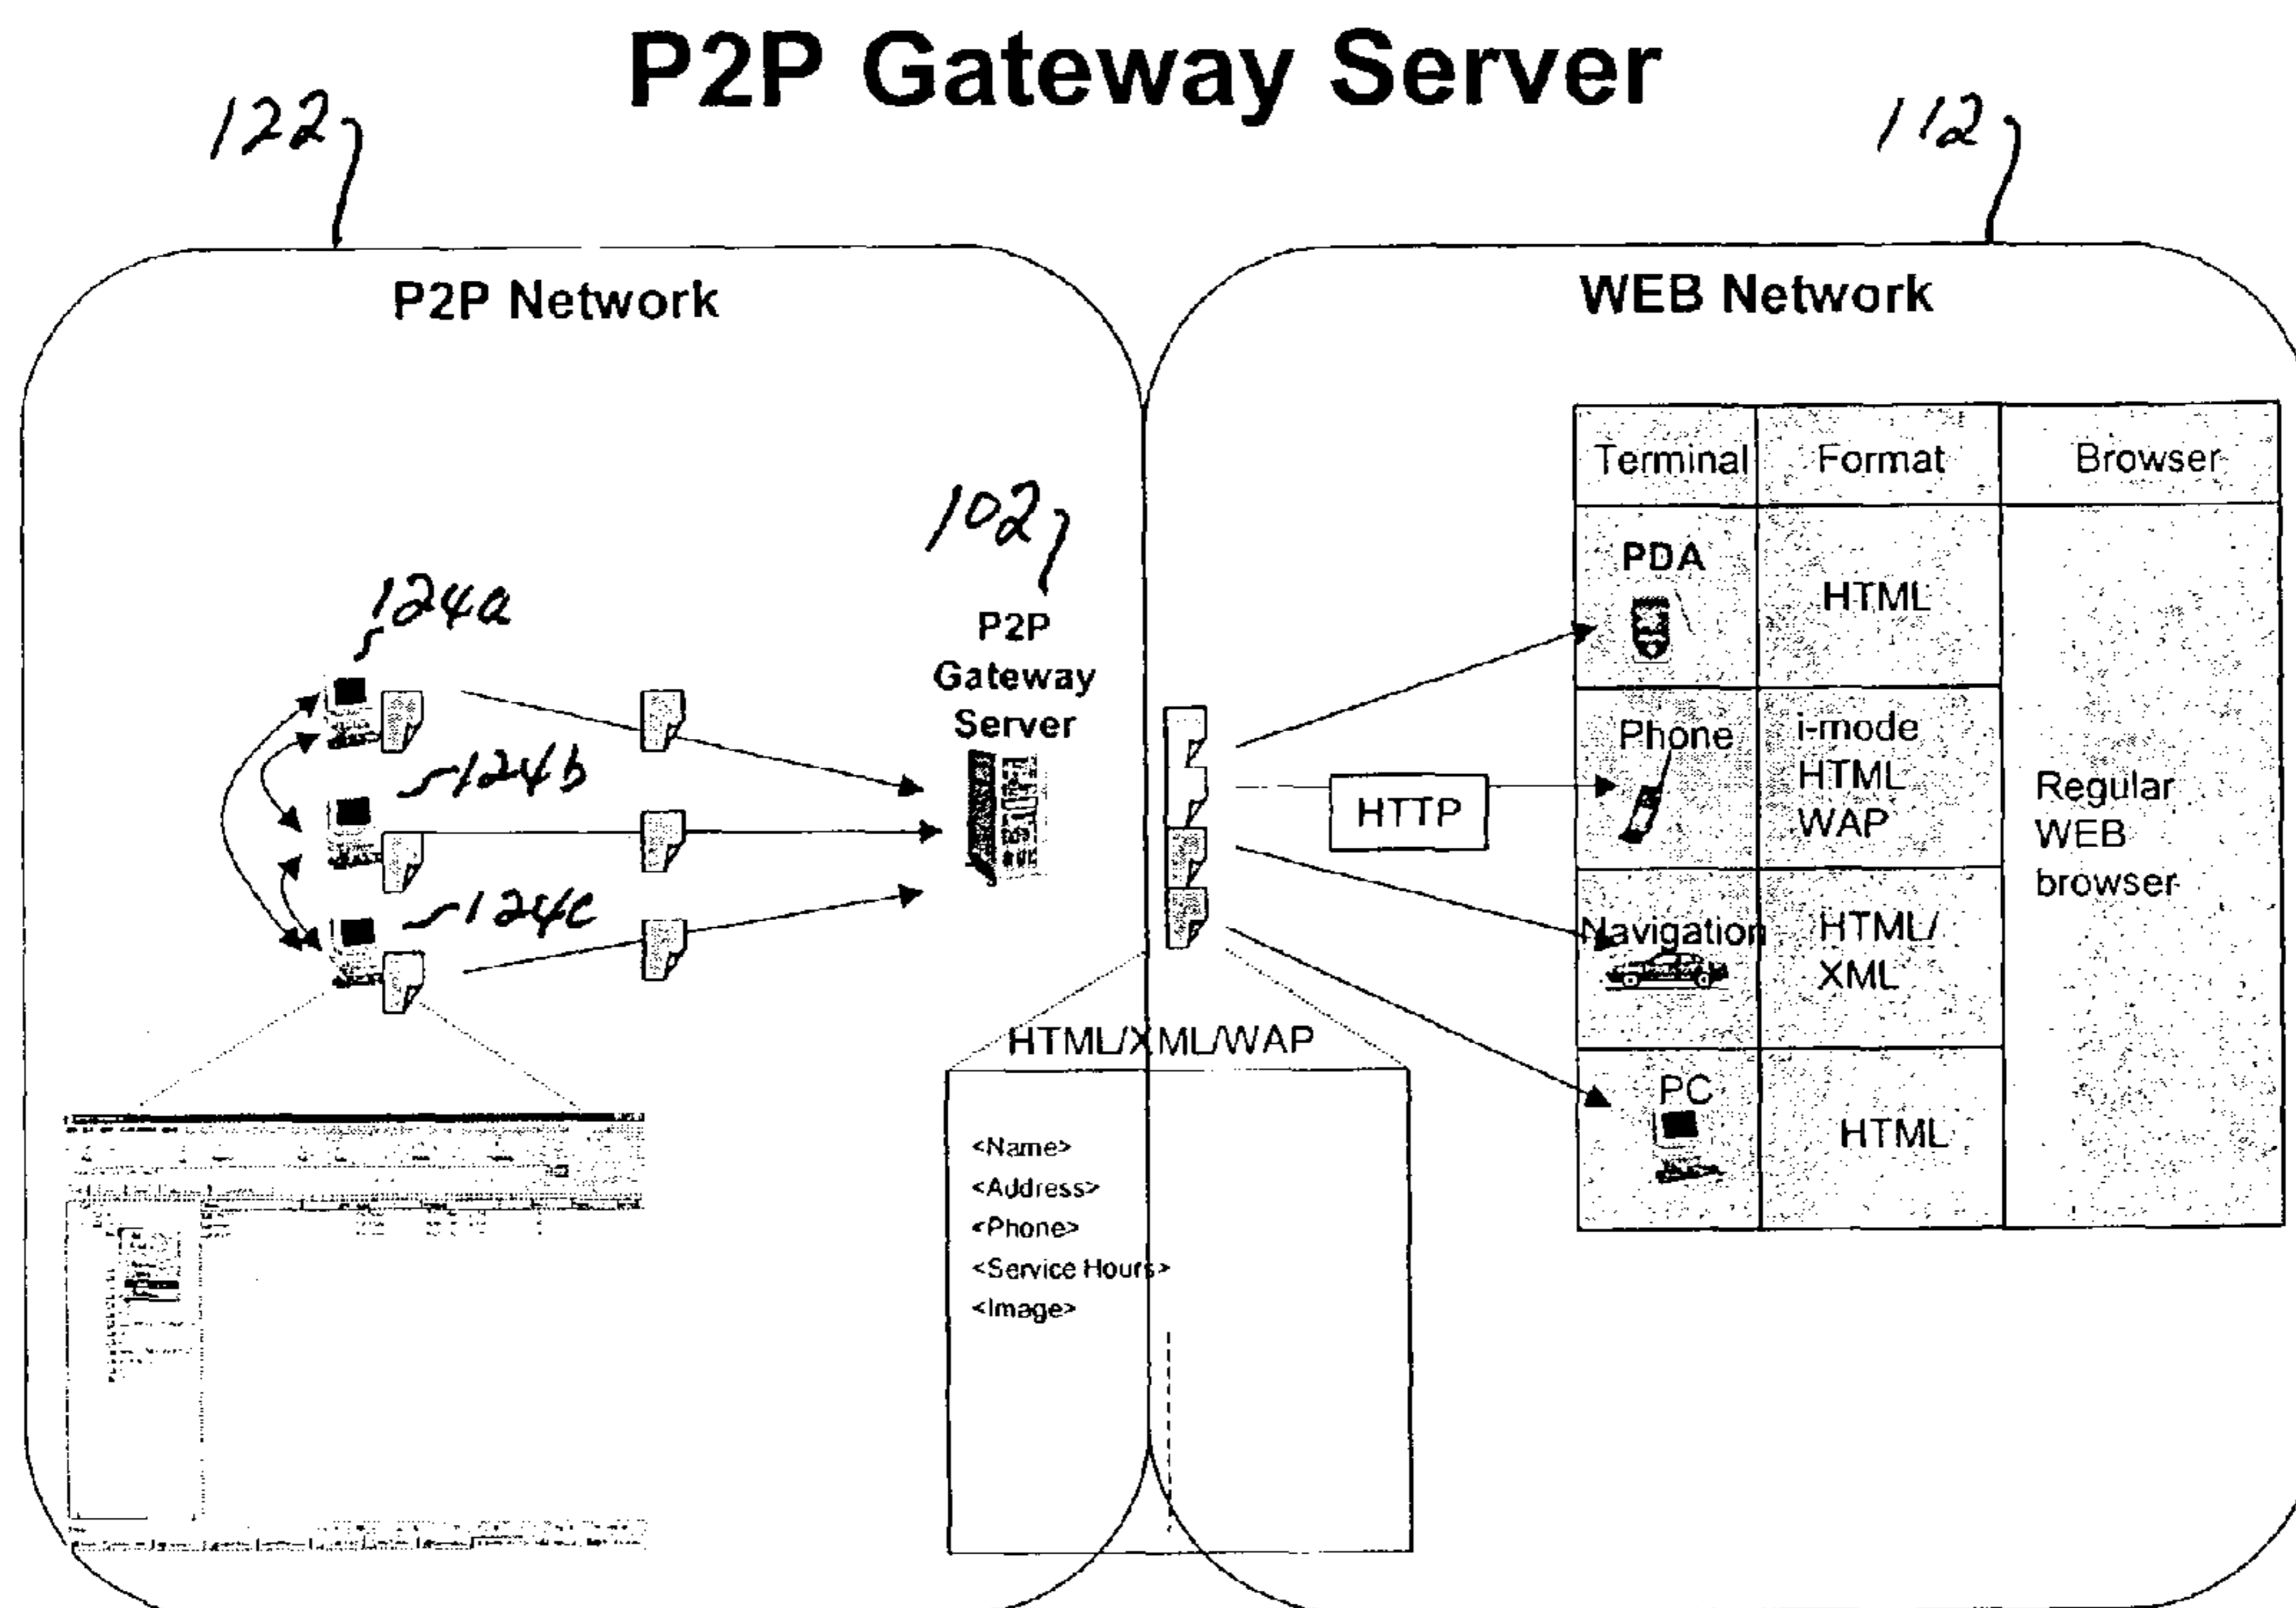 P2P Gateway Server
122
112
P2P Network
WEB Network
102
P2P
Gateway
Server
124a
124b
124c
HTTP
HTML/XML/WAP
<Name>
<Address>
<Phone>
<Service Hours>
<Image>
Terminal Format Browser
PDA
HTML
Phone
i-mode
HTML
WAP
Navigation
HTML/
XML
PC
HTML
Regular
WEB
browser